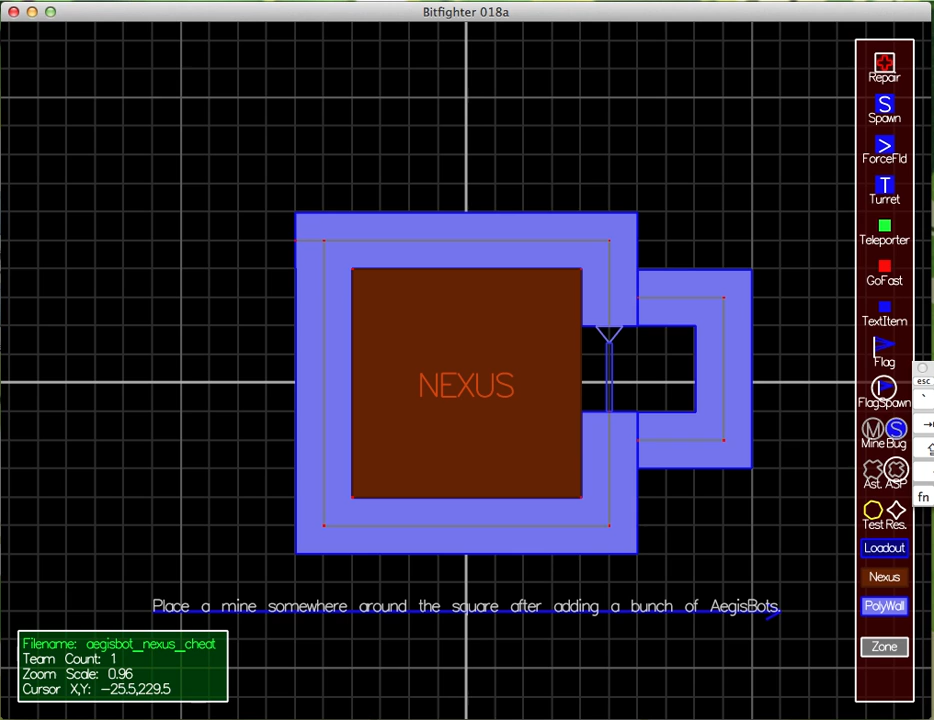 Bitfighter 018a
Repair
S
Spawn
>
ForceFld
T
Turret
Teleporter
GoFast
TextItem
Flag
FlagSpawn
M S
Mine Bug
Ast. ASP
Test Res.
Loadout
Nexus
PolyWall
Zone
esc
`
fn
NEXUS
Place a mine somewhere around the square after adding a bunch of AegisBots.
Filename: aegisbot_nexus_cheat
Team Count: 1
Zoom Scale: 0.96
Cursor X,Y: -25.5,229.5